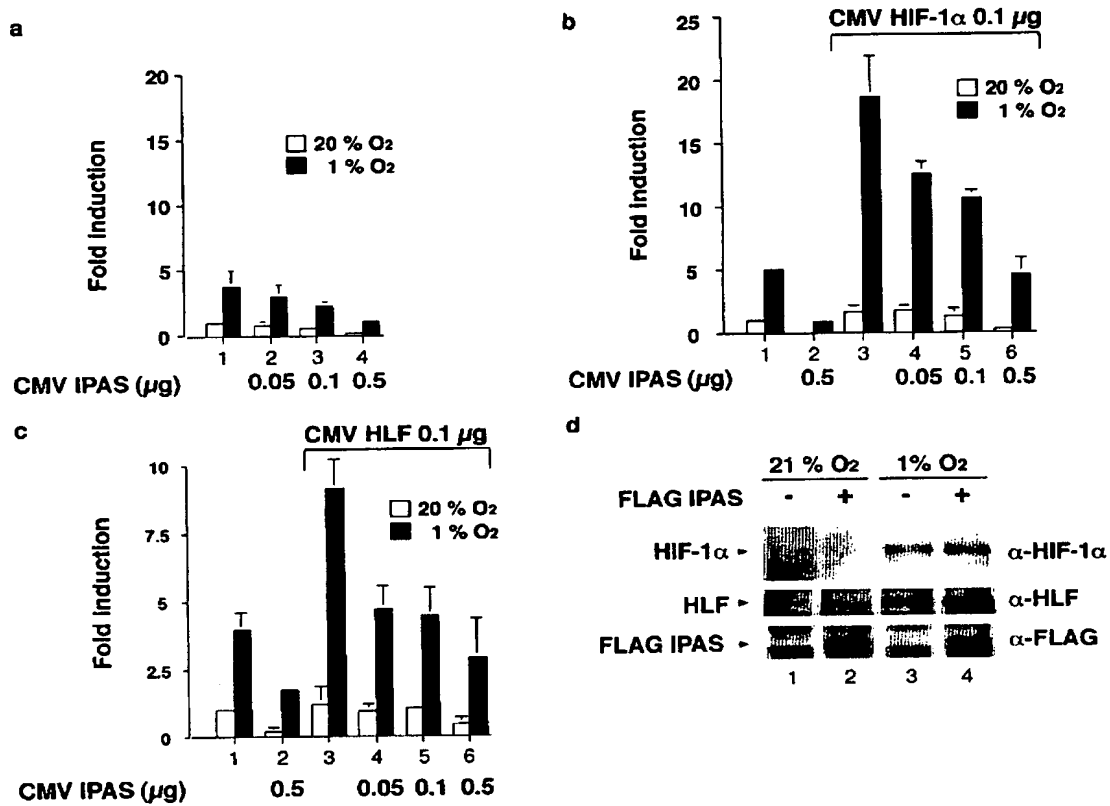 a
20
15
10
5
0
Fold induction
20 % O₂
1 % O₂
1 2 3 4
CMV IPAS (µg) 0.05 0.1 0.5
b
CMV HIF-1α 0.1 µg
25
20
15
10
5
0
Fold induction
20 % O₂
1 % O₂
1 2 3 4 5 6
CMV IPAS (µg) 0.5 0.05 0.1 0.5
c
CMV HLF 0.1 µg
10
7.5
5
2.5
0
Fold induction
20 % O₂
1 % O₂
1 2 3 4 5 6
CMV IPAS (µg) 0.5 0.05 0.1 0.5
d
21 % O₂ 1% O₂
FLAG IPAS - + - +
HIF-1α α-HIF-1α
HLF α-HLF
FLAG IPAS α-FLAG
1 2 3 4